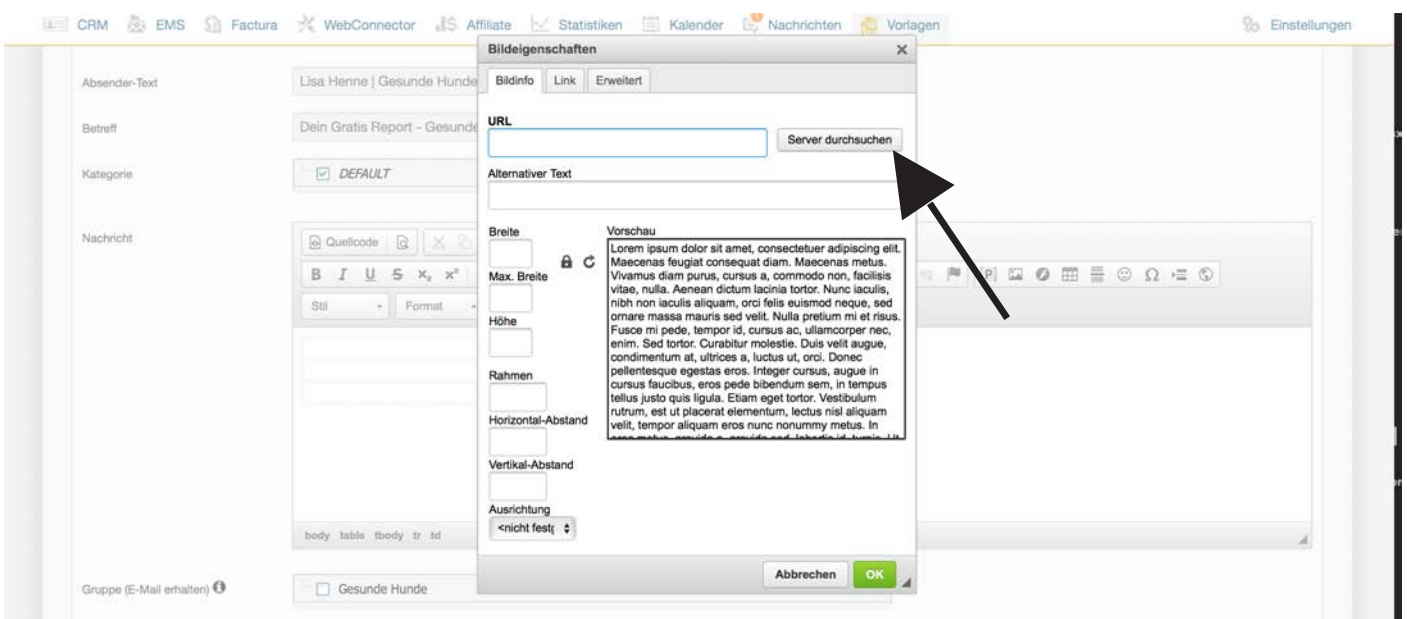 CRM EMS Factura WebConnector Affiliate Statistiken Kalender Nachrichten Vorlagen Einstellungen
Bildeigenschaften
Bildinfo Link Erweitert
Absender-Text
Lisa Henne | Gesunde Hunde
Betreff
Dein Gratis Report - Gesunde
Kategorie
DEFAULT
Nachricht
Quellcode
B I U S x₂ x²
[P] Ω
Stil Format
body table tbody tr td
Gruppe (E-Mail erhalten)
Gesunde Hunde
URL
Server durchsuchen
Alternativer Text
Breite
Max. Breite
Höhe
Rahmen
Horizontal-Abstand
Vertikal-Abstand
Ausrichtung
<nicht festg
Vorschau
Lorem ipsum dolor sit amet, consectetuer adipiscing elit.
Maecenas feugiat consequat diam. Maecenas metus.
Vivamus diam purus, cursus a, commodo non, facilisis
vitae, nulla. Aenean dictum lacinia tortor. Nunc iaculis,
nibh non iaculis aliquam, orci felis euismod neque, sed
ornare massa mauris sed velit. Nulla pretium mi et risus.
Fusce mi pede, tempor id, cursus ac, ullamcorper nec,
enim. Sed tortor. Curabitur molestie. Duis velit augue,
condimentum at, ultrices a, luctus ut, orci. Donec
pellentesque egestas eros. Integer cursus, augue in
cursus faucibus, eros pede bibendum sem, in tempus
tellus justo quis ligula. Etiam eget tortor. Vestibulum
rutrum, est ut placerat elementum, lectus nisl aliquam
velit, tempor aliquam eros nunc nonummy metus. In
Abbrechen OK